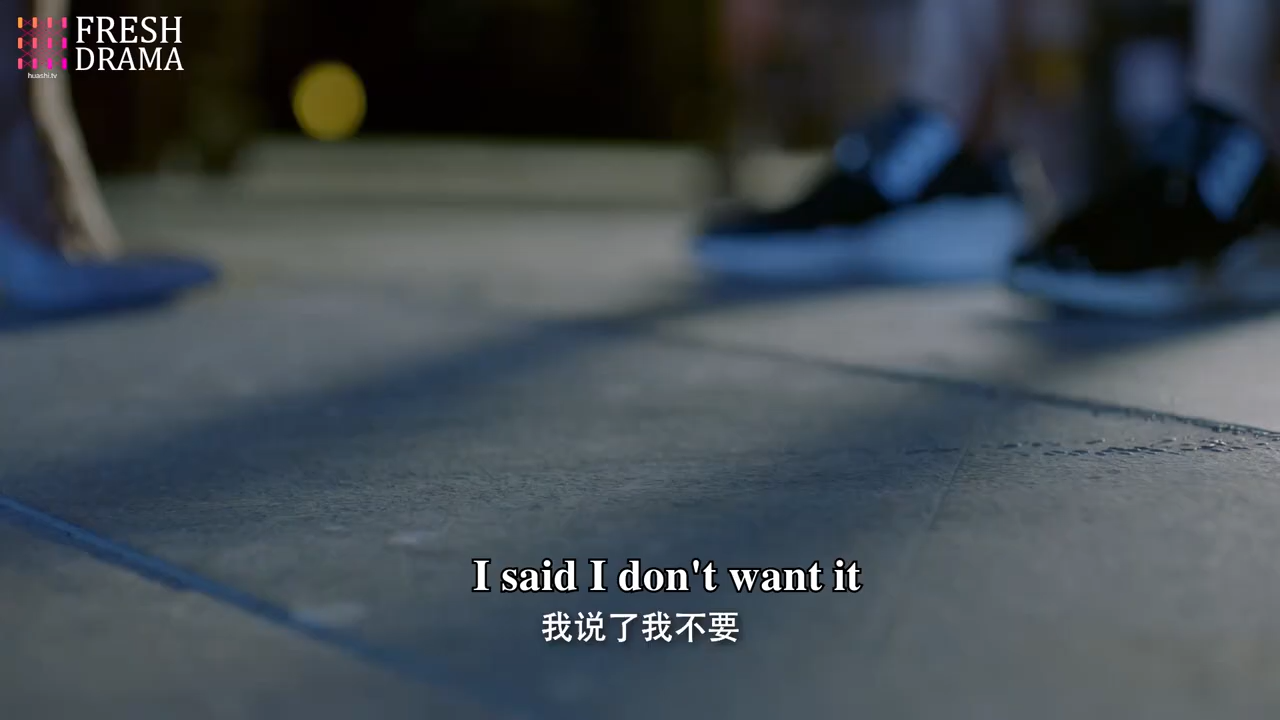 FRESH
DRAMA
huashi.tv
I said I don't want it
我说了我不要